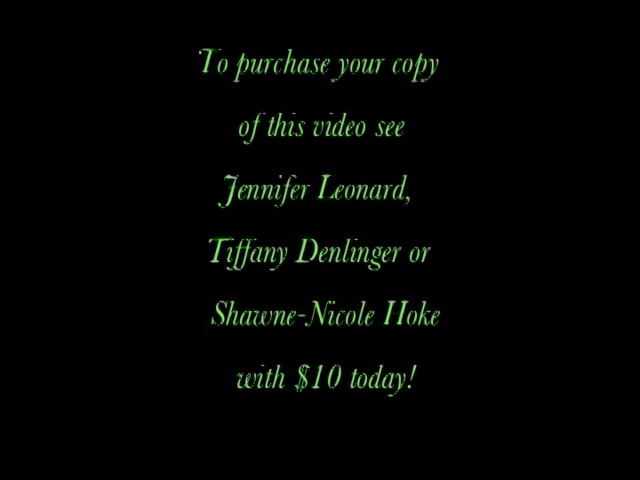 To purchase your copy
of this video see
Jennifer Leonard,
Tiffany Denlinger or
Shawne-Nicole Hoke
with $10 today!